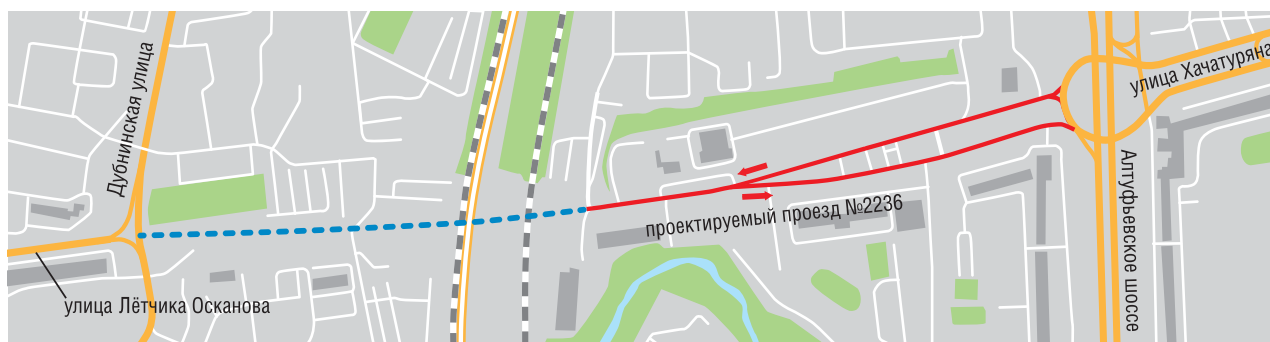 Дубнинская улица
улица Хачатуряна
проектируемый проезд №2236
Алтуфьевское шоссе
улица Лётчика Осканова